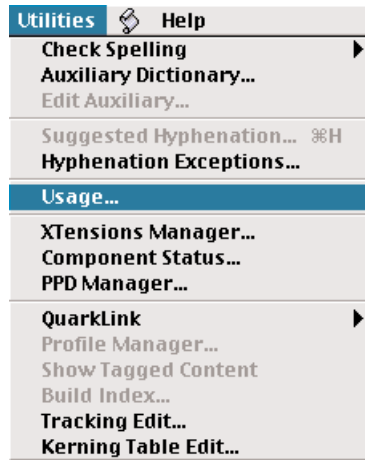 Utilities Help
Check Spelling
Auxiliary Dictionary...
Edit Auxiliary...
Suggested Hyphenation... ⌘H
Hyphenation Exceptions...
Usage...
XTensions Manager...
Component Status...
PPD Manager...
QuarkLink
Profile Manager...
Show Tagged Content
Build Index...
Tracking Edit...
Kerning Table Edit...